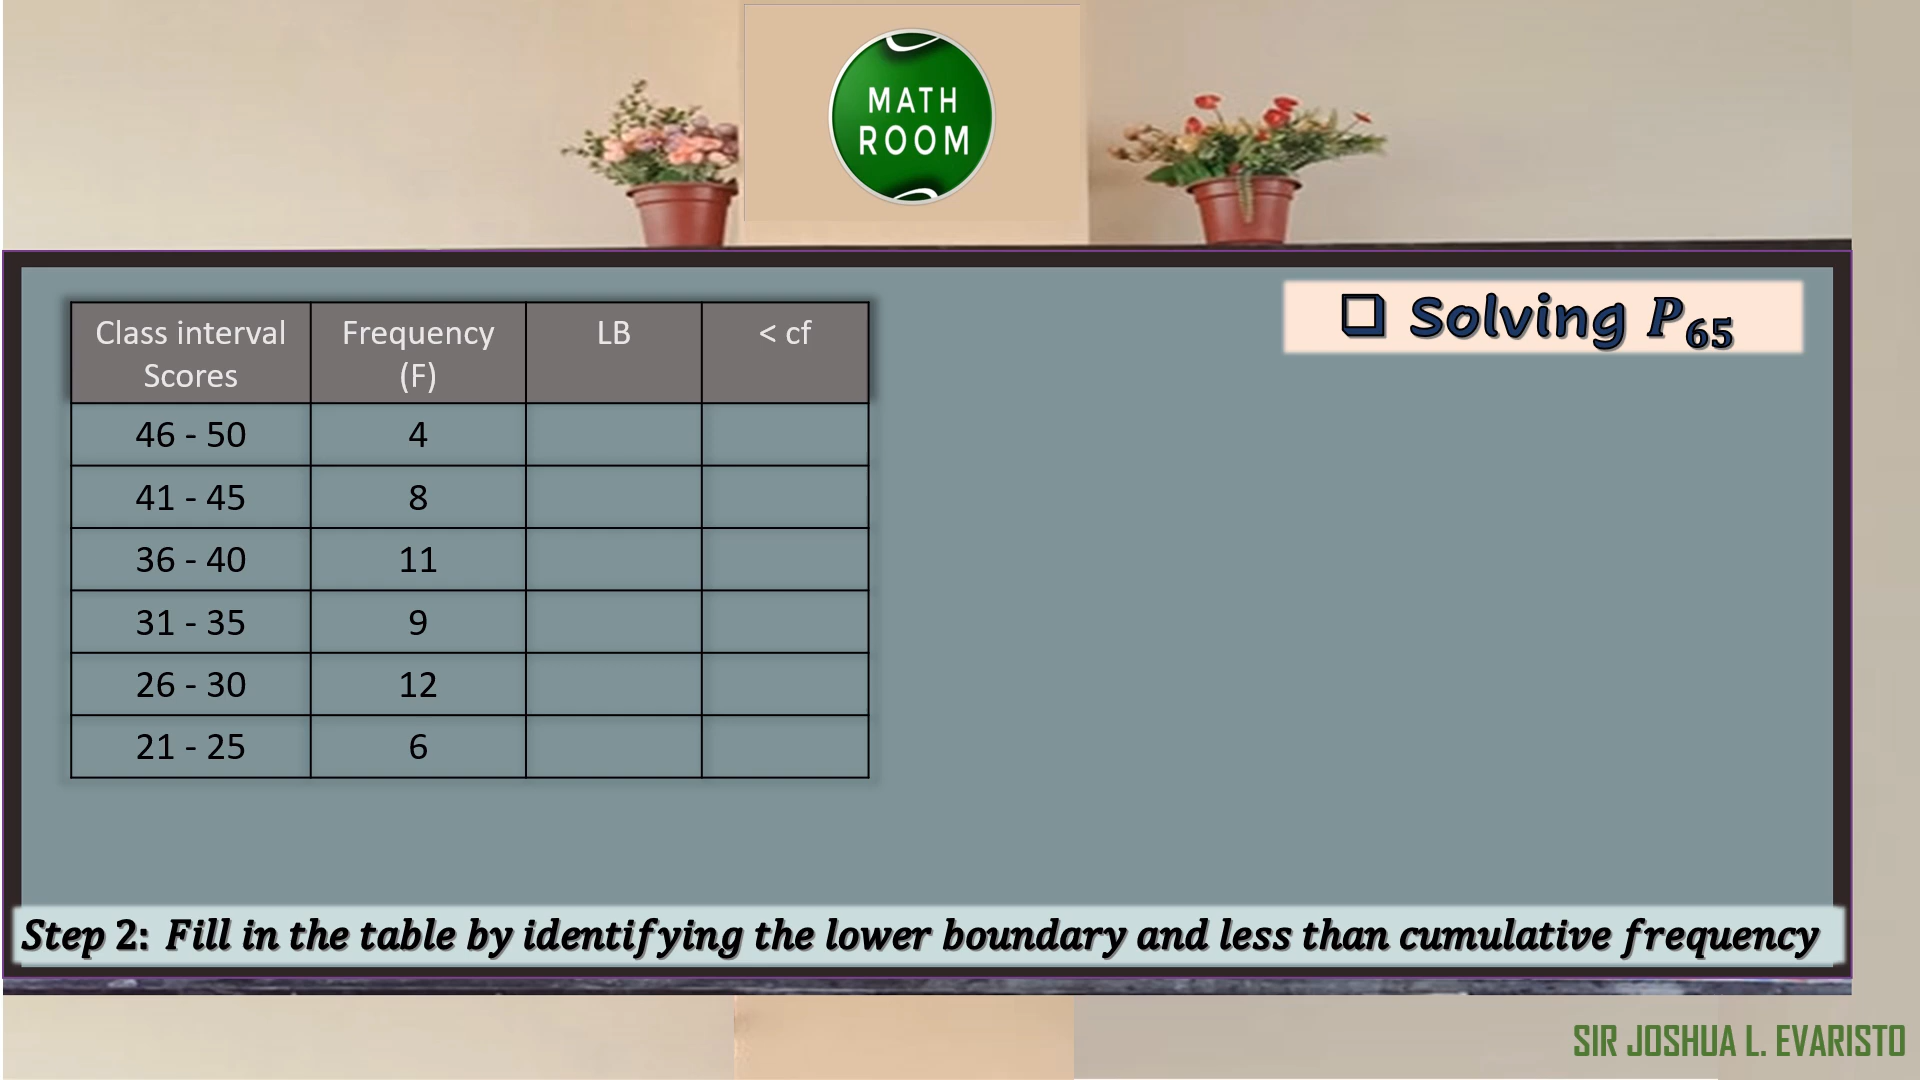 MATH
ROOM
❑ Solving P₆₅
Class interval Scores | Frequency (F) | LB | < cf
46 - 50 | 4
41 - 45 | 8
36 - 40 | 11
31 - 35 | 9
26 - 30 | 12
21 - 25 | 6
Step 2: Fill in the table by identifying the lower boundary and less than cumulative frequency
SIR JOSHUA L. EVARISTO